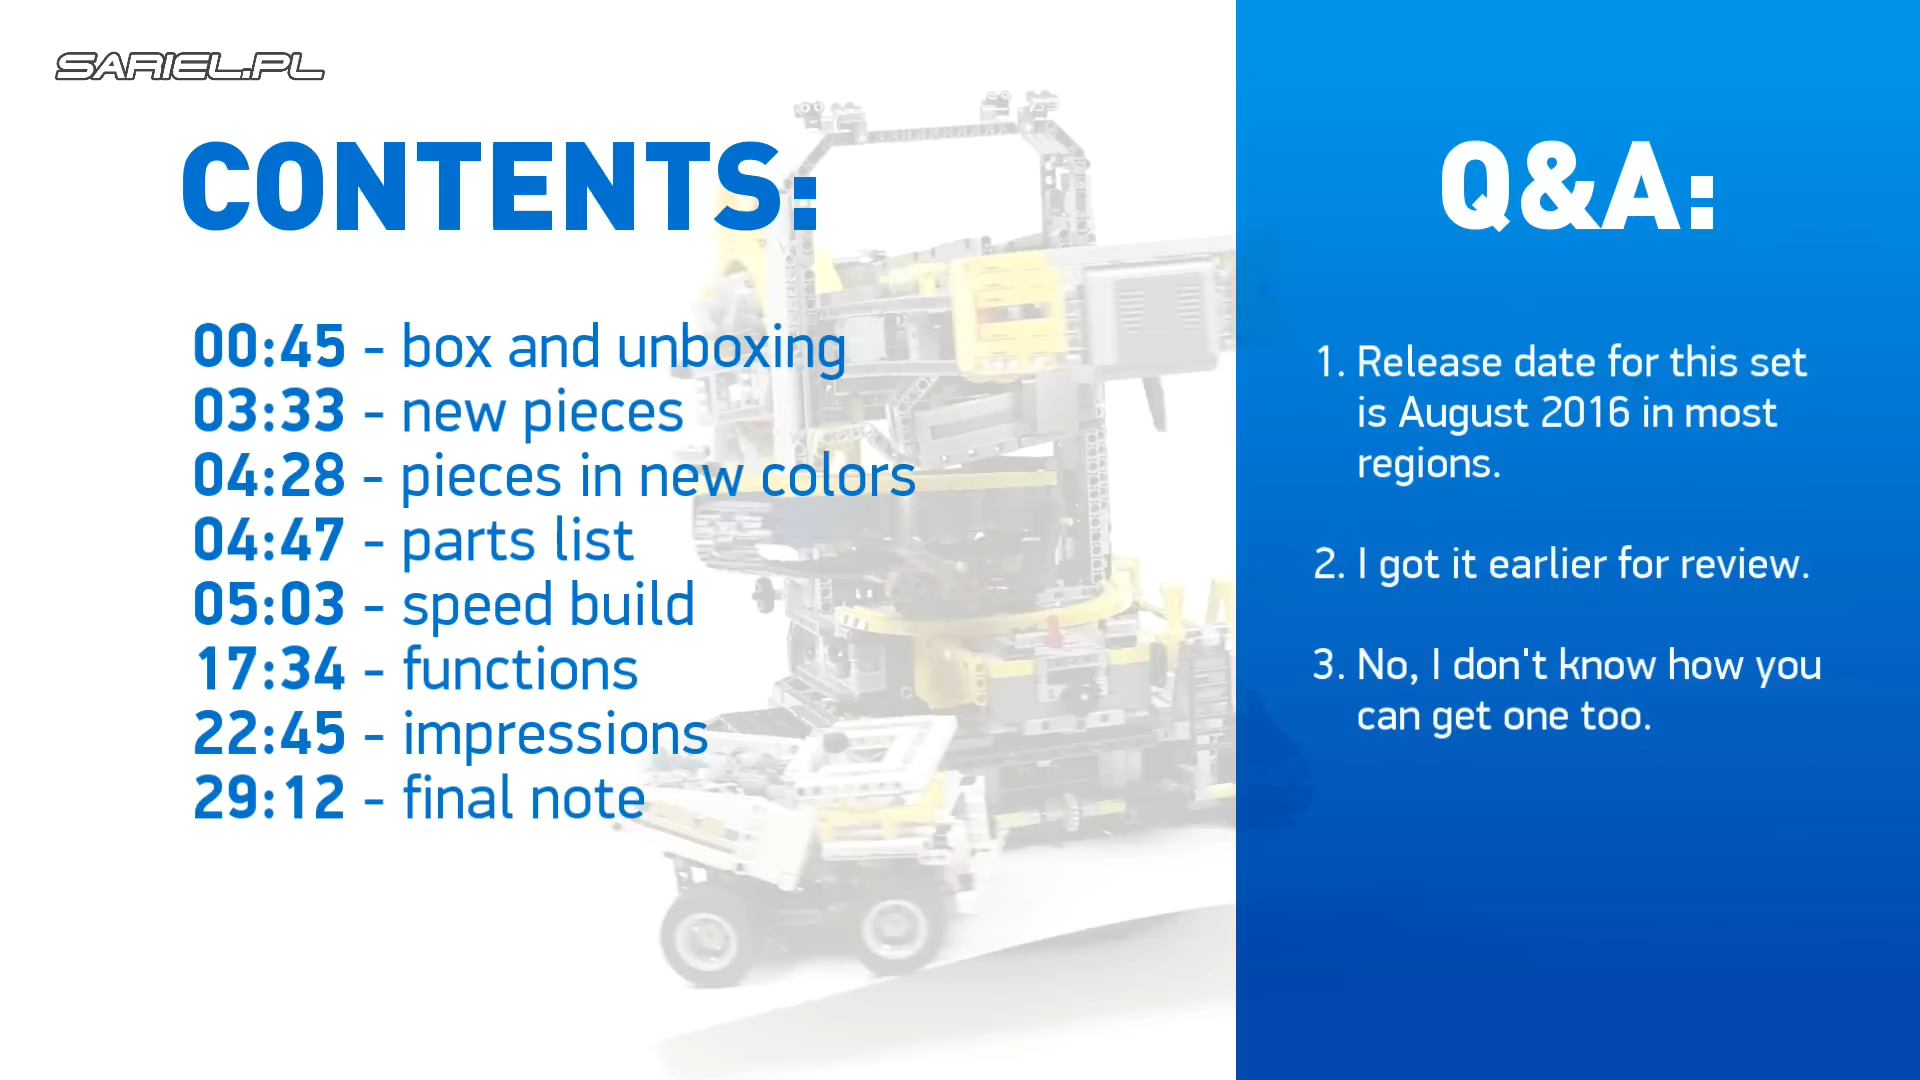 SARIEL.PL
CONTENTS:
00:45 - box and unboxing
03:33 - new pieces
04:28 - pieces in new colors
04:47 - parts list
05:03 - speed build
17:34 - functions
22:45 - impressions
29:12 - final note
Q&A:
1. Release date for this set
is August 2016 in most
regions.
2. I got it earlier for review.
3. No, I don't know how you
can get one too.